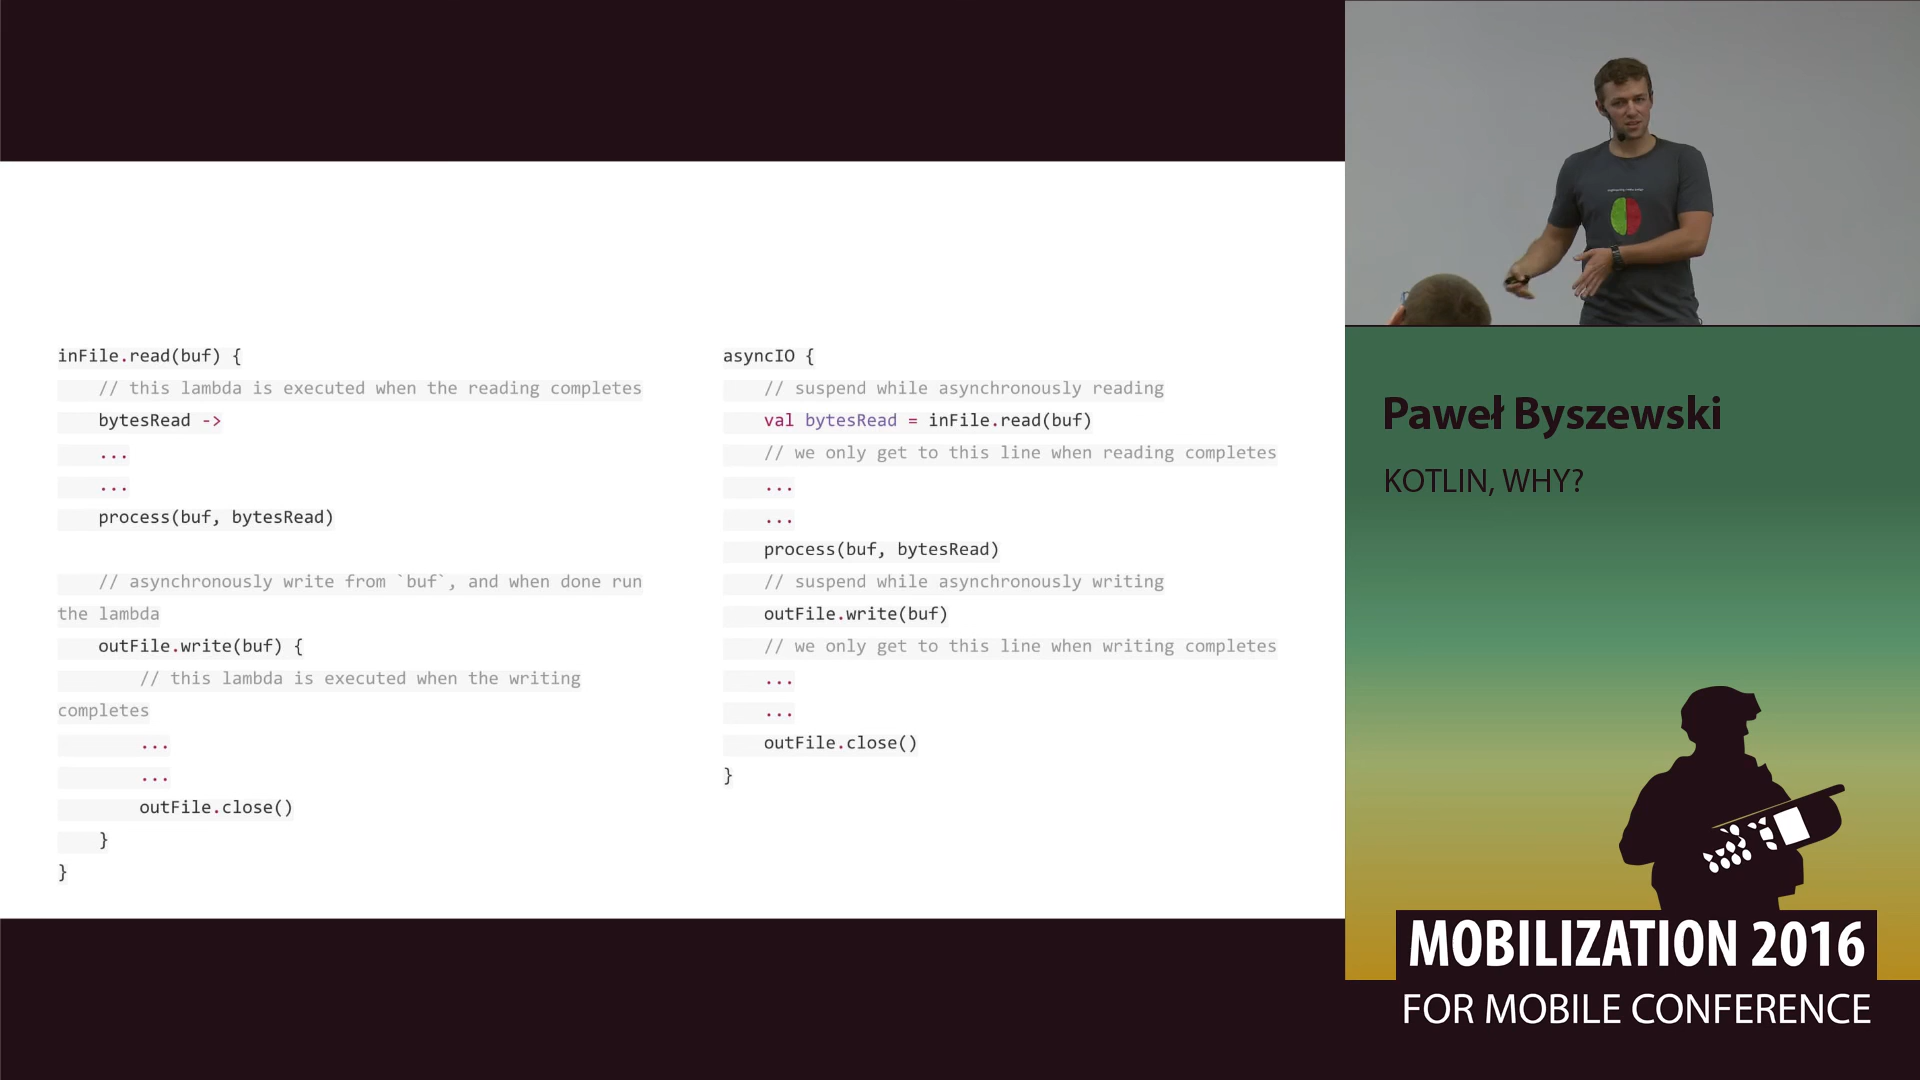 inFile.read(buf) {
// this lambda is executed when the reading completes
bytesRead ->
...
...
process(buf, bytesRead)
// asynchronously write from `buf`, and when done run
the lambda
outFile.write(buf) {
// this lambda is executed when the writing
completes
...
...
outFile.close()
}
}
asyncIO {
// suspend while asynchronously reading
val bytesRead = inFile.read(buf)
// we only get to this line when reading completes
...
...
process(buf, bytesRead)
// suspend while asynchronously writing
outFile.write(buf)
// we only get to this line when writing completes
...
...
outFile.close()
}
Paweł Byszewski
KOTLIN, WHY?
MOBILIZATION 2016
FOR MOBILE CONFERENCE